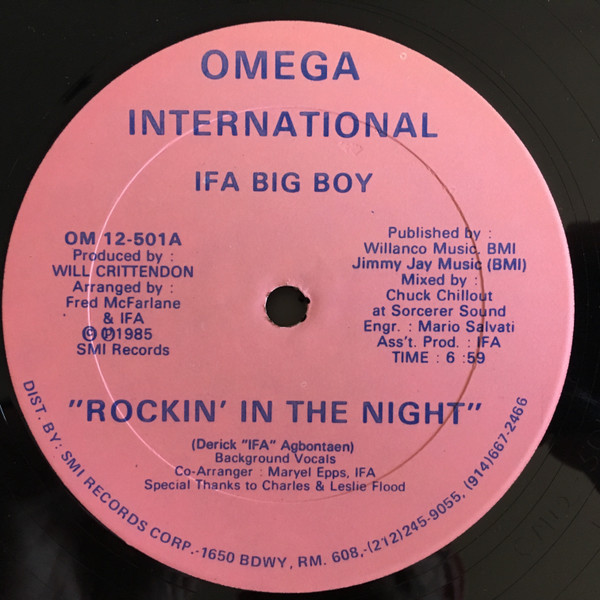 OMEGA
INTERNATIONAL
IFA BIG BOY
OM 12-501A
Produced by :
WILL CRITTENDON
Arranged by :
Fred McFarlane
& IFA
© ℗ 1985
SMI Records
Published by :
Willanco Music, BMI
Jimmy Jay Music (BMI)
Mixed by :
Chuck Chillout
at Sorcerer Sound
Engr. : Mario Salvati
Ass't. Prod. : IFA
TIME : 6 :59
"ROCKIN' IN THE NIGHT"
(Derick "IFA" Agbontaen)
Background Vocals
Co-Arranger : Maryel Epps, IFA
Special Thanks to Charles & Leslie Flood
DIST. BY: SMI RECORDS CORP.-1650 BDWY, RM. 608,-(212)245-9055, (914)667-2466